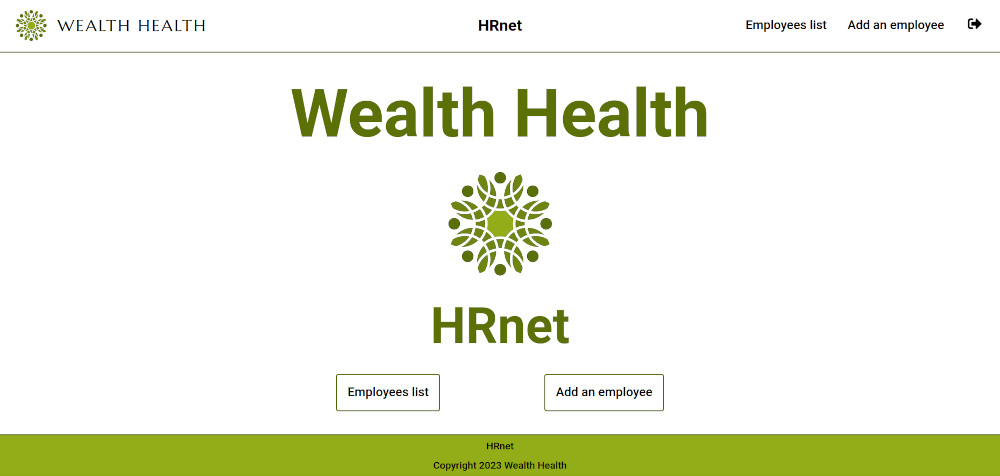 WEALTH HEALTH
HRnet
Employees list
Add an employee
Wealth Health
HRnet
Employees list
Add an employee
HRnet
Copyright 2023 Wealth Health